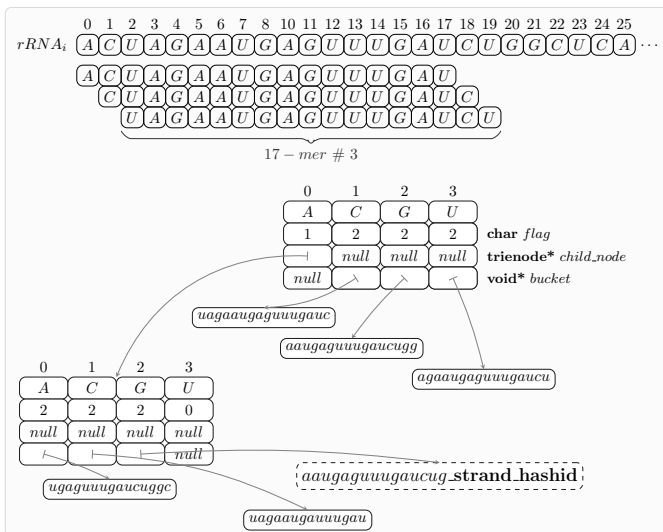 0 1 2 3 4 5 6 7 8 9 10 11 12 13 14 15 16 17 18 19 20 21 22 23 24 25
rRNAᵢ A C U A G A A U G A G U U U G A U C U G G C U C A ···
A C U A G A A U G A G U U U G A U
C U A G A A U G A G U U U G A U C
U A G A A U G A G U U U G A U C U
17 − mer # 3
0 1 2 3
A C G U
1 2 2 2 char flag
null null null trienode* child_node
null void* bucket
uagaaugaguuugauc
aaugaguuugaucugg
agaaugaguuugaucu
0 1 2 3
A C G U
2 2 2 0
null null null null
null
aaugaguuugaucug_strand_hashid
ugaguuugaucuggc
uagaaugauuugau